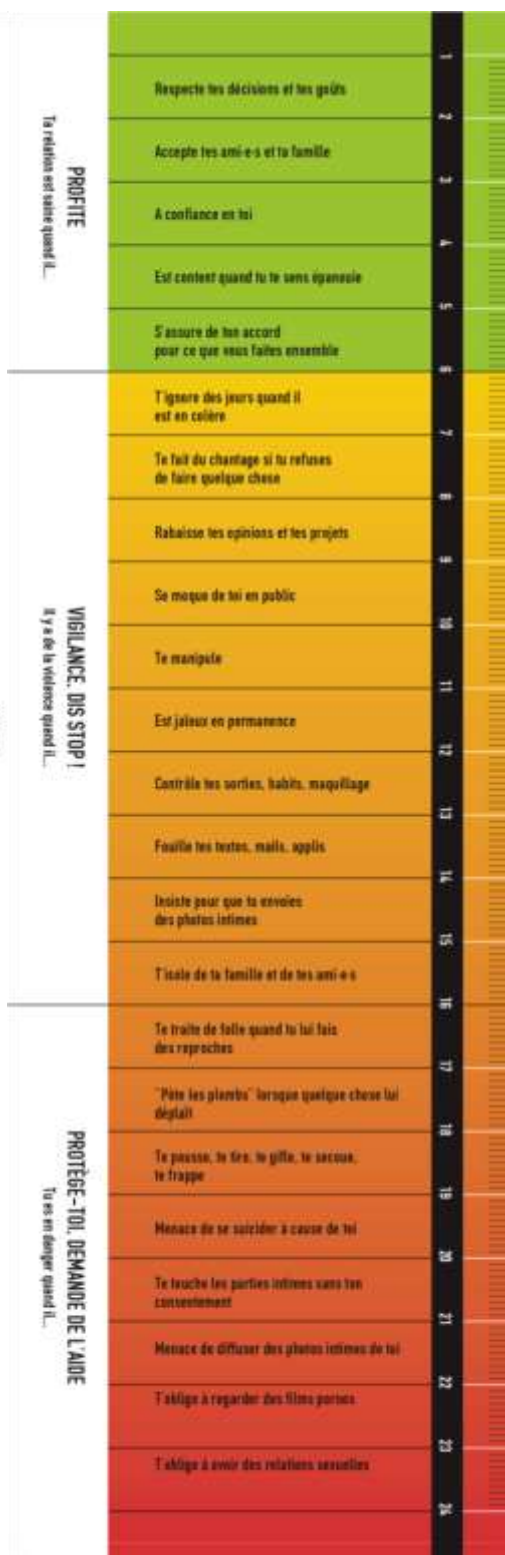 PROFITE
Ta relation est saine quand il...
Respecte tes décisions et tes goûts
Accepte tes ami·e·s et ta famille
A confiance en toi
Est content quand tu te sens épanouie
S'assure de ton accord
pour ce que vous faites ensemble
VIGILANCE, DIS STOP !
Il y a de la violence quand il...
T'ignore des jours quand il
est en colère
Te fait du chantage si tu refuses
de faire quelque chose
Rabaisse tes opinions et tes projets
Se moque de toi en public
Te manipule
Est jaloux en permanence
Contrôle tes sorties, habits, maquillage
Fouille tes textos, mails, applis
Insiste pour que tu envoies
des photos intimes
T'isole de ta famille et de tes ami·e·s
PROTÈGE-TOI, DEMANDE DE L'AIDE
Tu es en danger quand il...
Te traite de folle quand tu lui fais
des reproches
"Pète les plombs" lorsque quelque chose lui
déplaît
Te pousse, te tire, te gifle, te secoue,
te frappe
Menace de se suicider à cause de toi
Te touche les parties intimes sans ton
consentement
Menace de diffuser des photos intimes de toi
T'oblige à regarder des films pornos
T'oblige à avoir des relations sexuelles
1
2
3
4
5
6
7
8
9
10
11
12
13
14
15
16
17
18
19
20
21
22
23
24